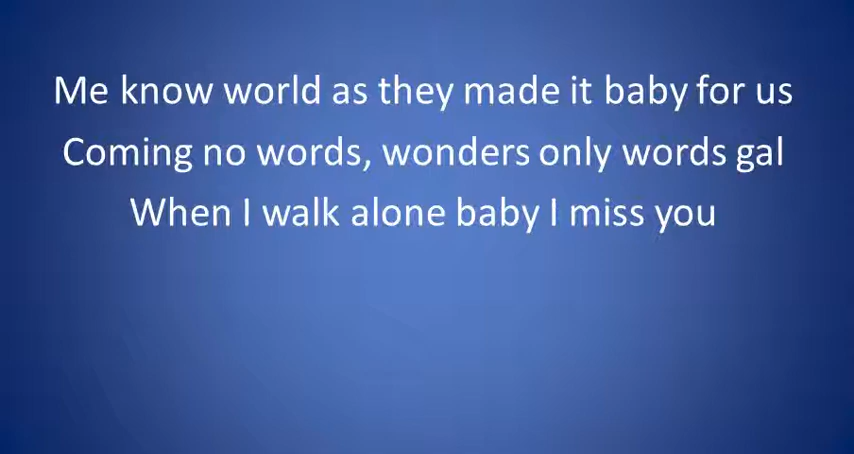 Me know world as they made it baby for us
Coming no words, wonders only words gal
When I walk alone baby I miss you